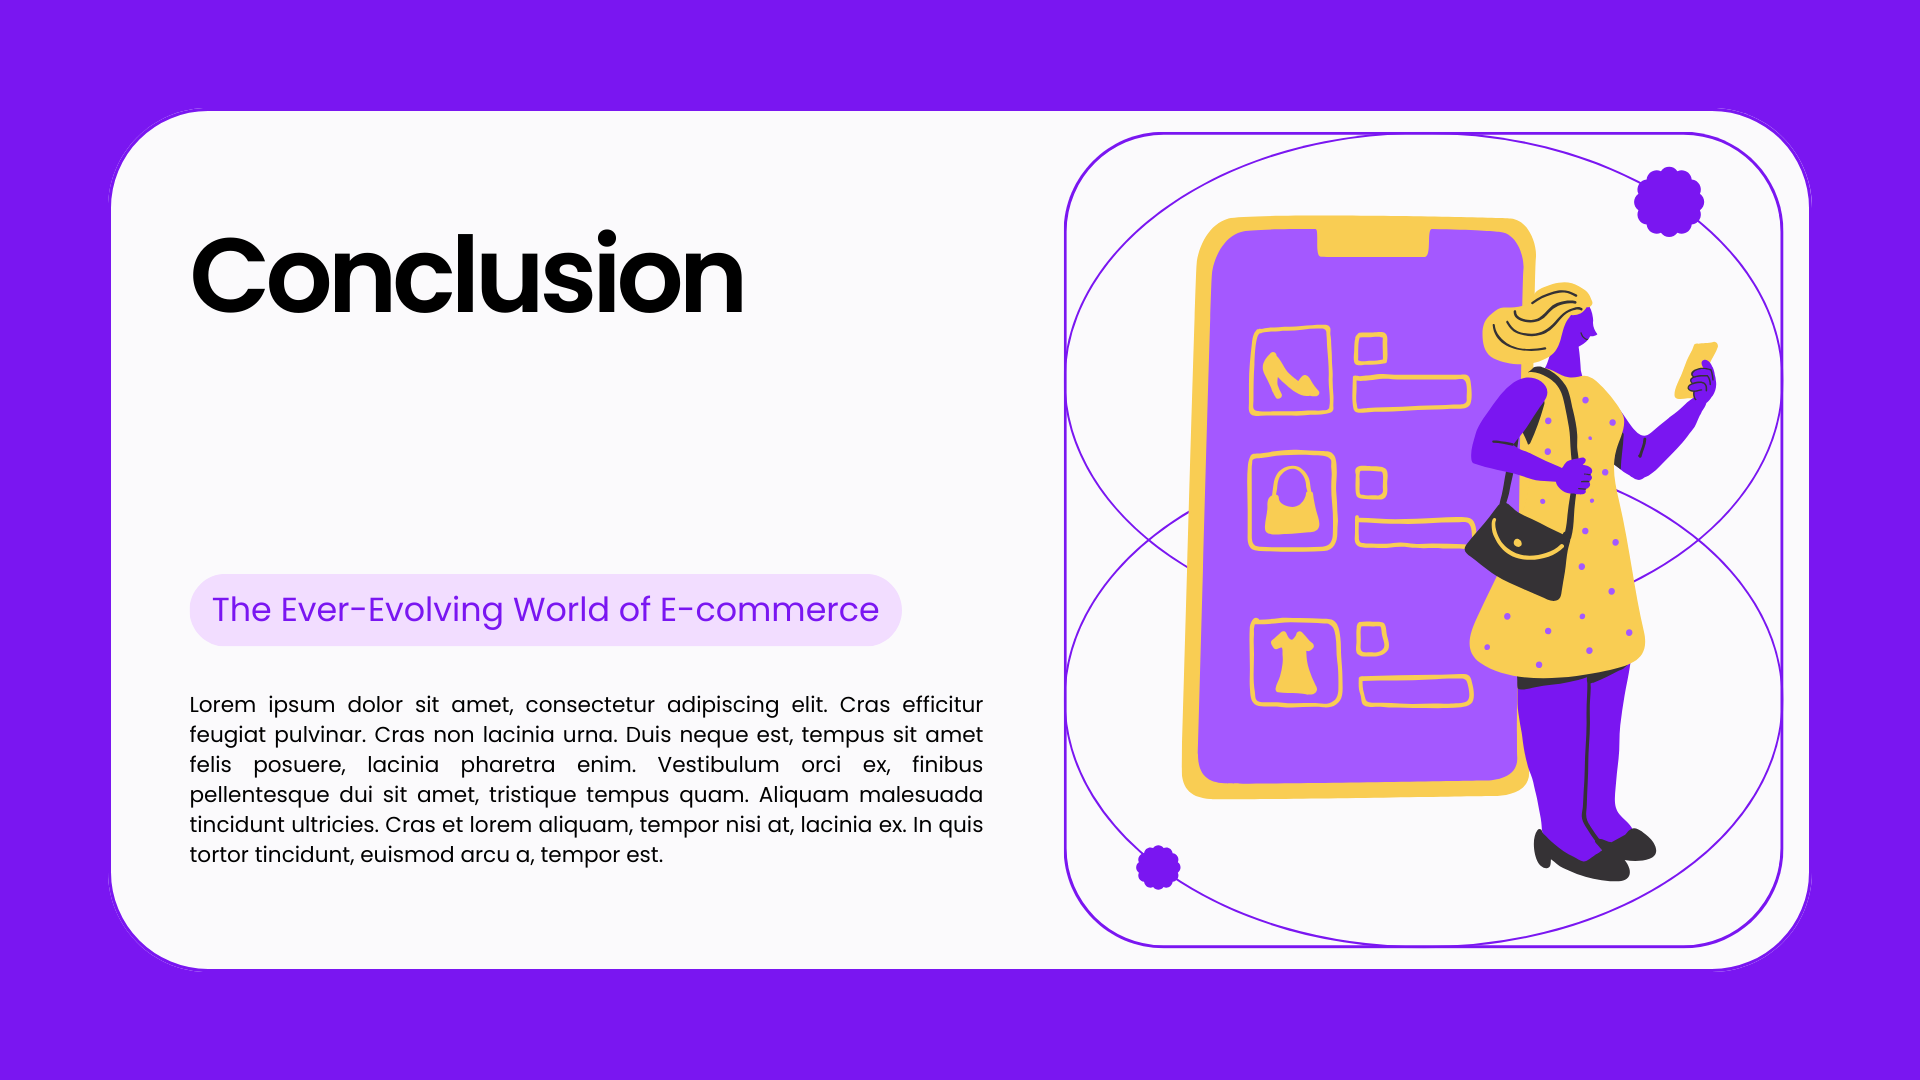 Conclusion
The Ever-Evolving World of E-commerce
Lorem ipsum dolor sit amet, consectetur adipiscing elit. Cras efficitur
feugiat pulvinar. Cras non lacinia urna. Duis neque est, tempus sit amet
felis posuere, lacinia pharetra enim. Vestibulum orci ex, finibus
pellentesque dui sit amet, tristique tempus quam. Aliquam malesuada
tincidunt ultricies. Cras et lorem aliquam, tempor nisi at, lacinia ex. In quis
tortor tincidunt, euismod arcu a, tempor est.